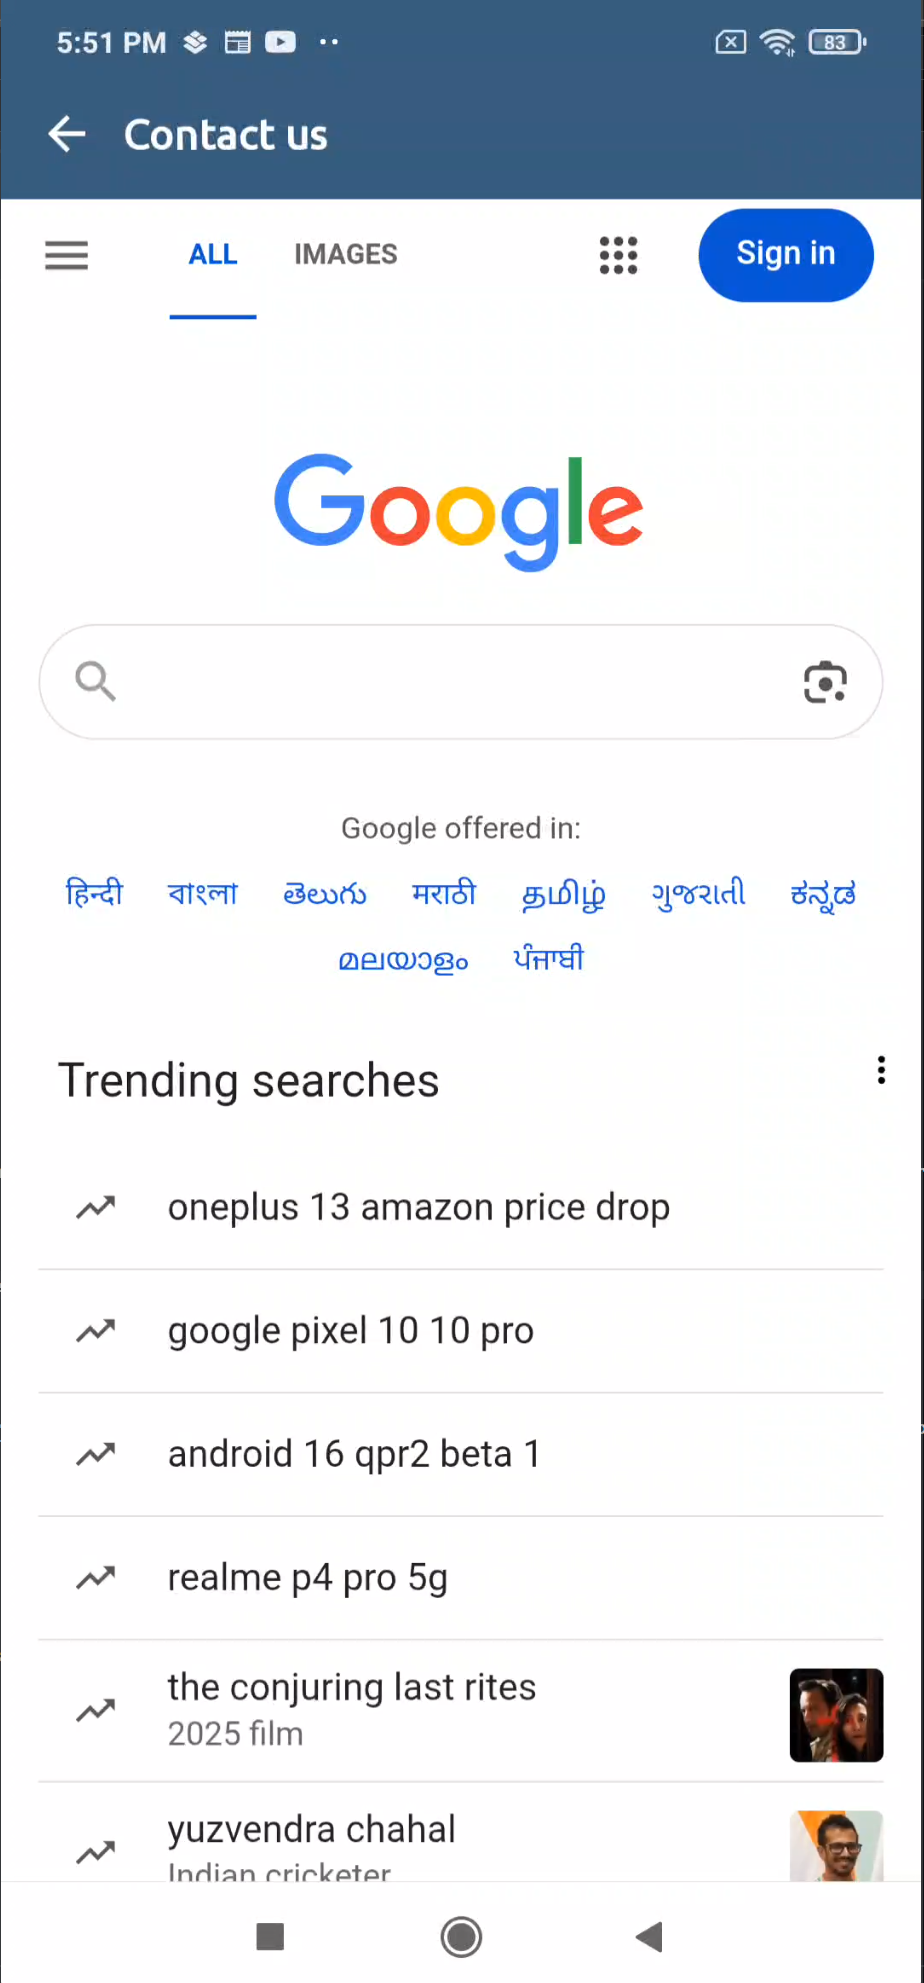 5:51 PM 83
Contact us
ALL IMAGES Sign in
Google
Google offered in:
हिन्दी বাংলা తెలుగు मराठी தமிழ் ગુજરાતી ಕನ್ನಡ
മലയാളം ਪੰਜਾਬੀ
Trending searches
oneplus 13 amazon price drop
google pixel 10 10 pro
android 16 qpr2 beta 1
realme p4 pro 5g
the conjuring last rites
2025 film
yuzvendra chahal
Indian cricketer